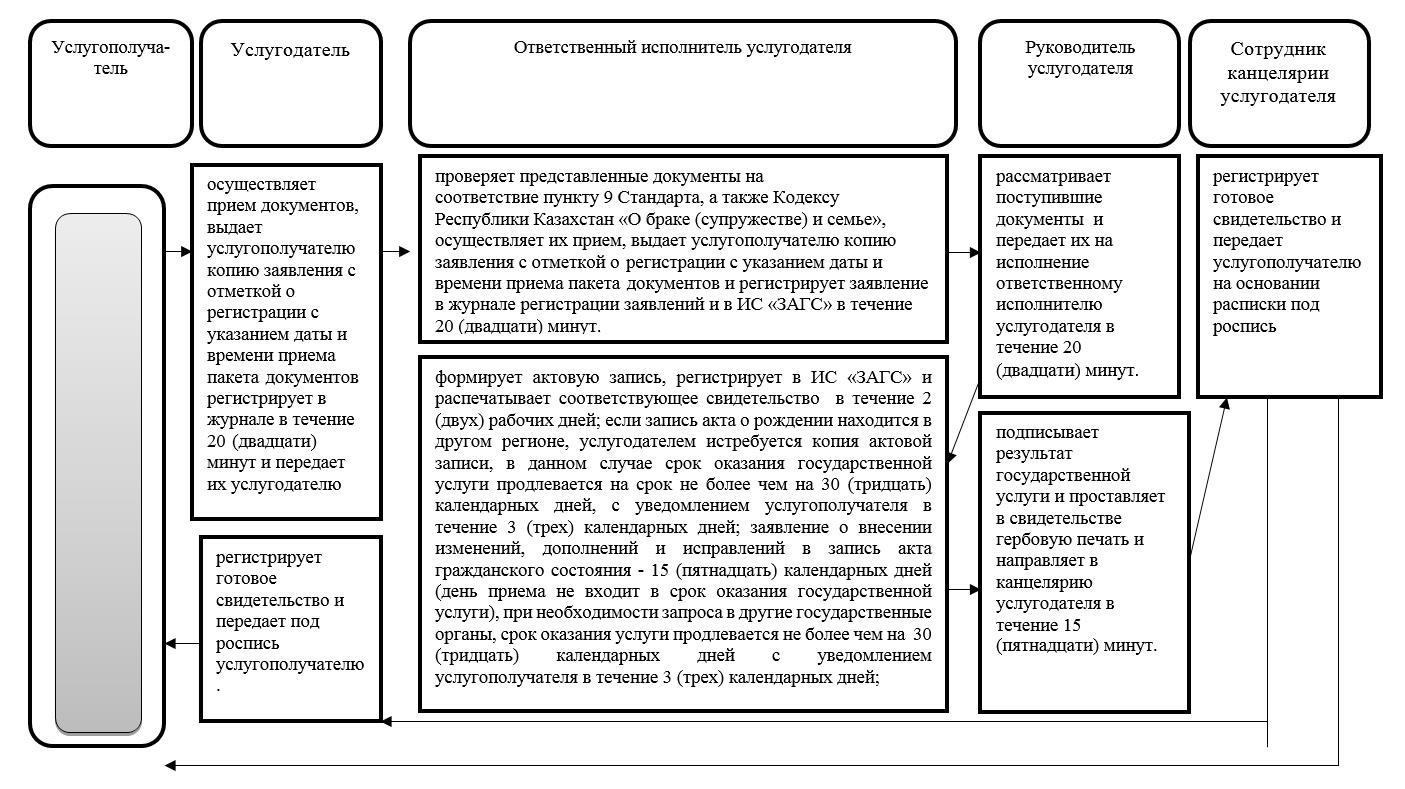 Услугополуча-
тель
Услугодатель
Ответственный исполнитель услугодателя
Руководитель
услугодателя
Сотрудник
канцелярии
услугодателя
осуществляет
прием документов,
выдает
услугополучателю
копию заявления с
отметкой о
регистрации с
указанием даты и
времени приема
пакета документов
регистрирует в
журнале в течение
20 (двадцати)
минут и передает
их услугодателю
проверяет представленные документы на
соответствие пункту 9 Стандарта, а также Кодексу
Республики Казахстан «О браке (супружестве) и семье»,
осуществляет их прием, выдает услугополучателю копию
заявления с отметкой о регистрации с указанием даты и
времени приема пакета документов и регистрирует заявление
в журнале регистрации заявлений и в ИС «ЗАГС» в течение
20 (двадцати) минут.
рассматривает
поступившие
документы и
передает их на
исполнение
ответственному
исполнителю
услугодателя в
течение 20
(двадцати) минут.
регистрирует
готовое
свидетельство и
передает
услугополучателю
на основании
расписки под
роспись
формирует актовую запись, регистрирует в ИС «ЗАГС» и
распечатывает соответствующее свидетельство в течение 2
(двух) рабочих дней; если запись акта о рождении находится в
другом регионе, услугодателем истребуется копия актовой
записи, в данном случае срок оказания государственной
услуги продлевается на срок не более чем на 30 (тридцать)
календарных дней, с уведомлением услугополучателя в
течение 3 (трех) календарных дней; заявление о внесении
изменений, дополнений и исправлений в запись акта
гражданского состояния - 15 (пятнадцать) календарных дней
(день приема не входит в срок оказания государственной
услуги), при необходимости запроса в другие государственные
органы, срок оказания услуги продлевается не более чем на 30
(тридцать) календарных дней с уведомлением
услугополучателя в течение 3 (трех) календарных дней;
подписывает
результат
государственной
услуги и проставляет
в свидетельстве
гербовую печать и
направляет в
канцелярию
услугодателя в
течение 15
(пятнадцати) минут.
регистрирует
готовое
свидетельство и
передает под
роспись
услугополучателю
.